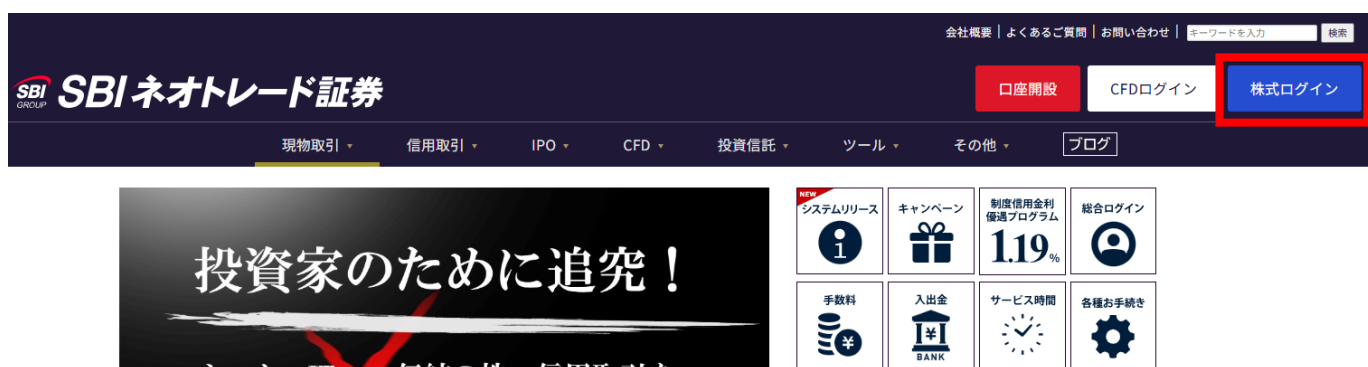 会社概要 | よくあるご質問 | お問い合わせ | キーワードを入力 検索
SBI GROUP SBI ネオトレード証券
口座開設 CFDログイン 株式ログイン
現物取引 信用取引 IPO CFD 投資信託 ツール その他 ブログ
NEW
システムリリース キャンペーン 制度信用金利 総合ログイン
優遇プログラム
1.19%
投資家のために追究！
手数料 入出金 サービス時間 各種お手続き
¥ ¥
BANK